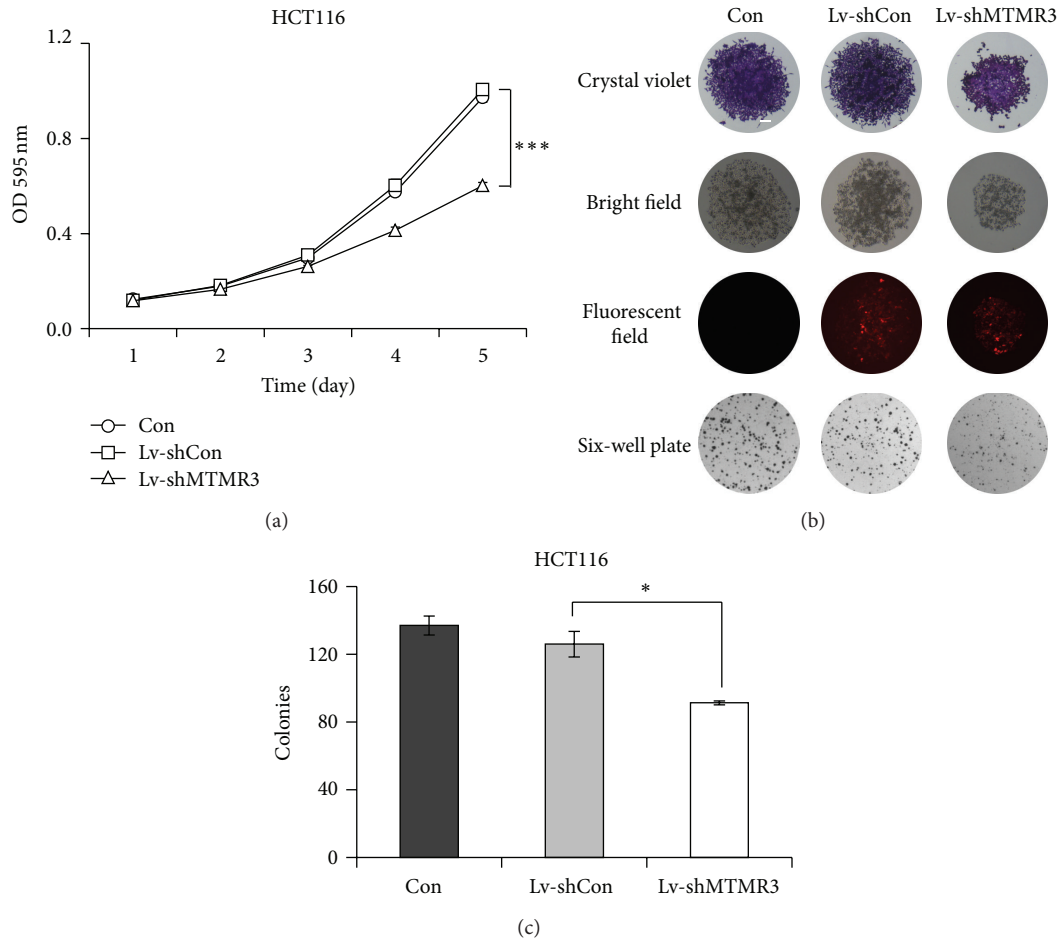 HCT116
1.2
0.8
0.4
0.0
OD 595 nm
1 2 3 4 5
Time (day)
***
Con
Lv-shCon
Lv-shMTMR3
(a)
Con Lv-shCon Lv-shMTMR3
Crystal violet
Bright field
Fluorescent
field
Six-well plate
(b)
HCT116
160
120
80
40
0
Colonies
*
Con Lv-shCon Lv-shMTMR3
(c)